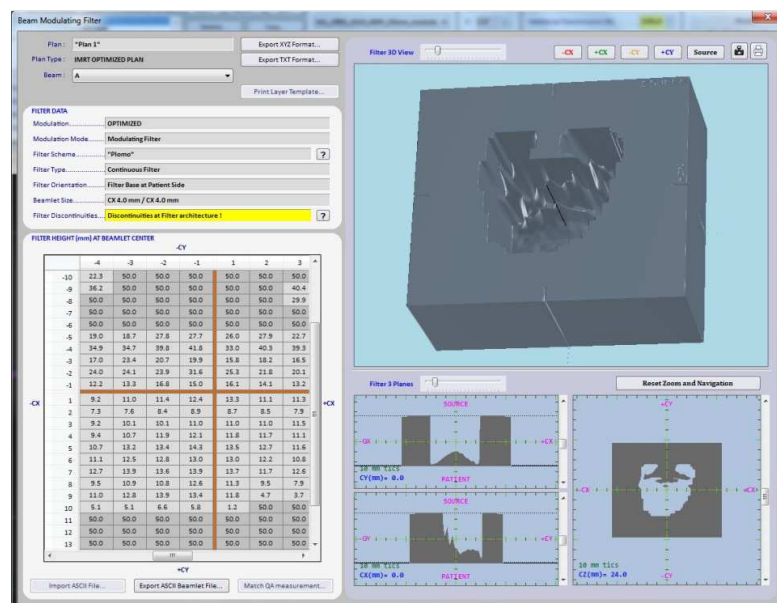 Beam Modulating Filter
Plan : "Plan 1" Export XYZ Format...
Plan Type : IMRT OPTIMIZED PLAN Export TXT Format...
Beam : A
Print Layer Template...
FILTER DATA
Modulation OPTIMIZED
Modulation Mode Modulating Filter
Filter Scheme "Plomo" ?
Filter Type Continuous Filter
Filter Orientation Filter Base at Patient Side
Beamlet Size CX 4.0 mm / CX 4.0 mm
Filter Discontinuities Discontinuities at Filter architecture ! ?
FILTER HEIGHT (mm) AT BEAMLET CENTER
-CY
-4 -3 -2 -1 1 2 3
-10 22.3 50.0 50.0 50.0 50.0 50.0 50.0
-9 36.2 50.0 50.0 50.0 50.0 50.0 40.4
-8 50.0 50.0 50.0 50.0 50.0 50.0 29.9
-7 50.0 50.0 50.0 50.0 50.0 50.0 50.0
-6 50.0 50.0 50.0 50.0 50.0 50.0 50.0
-5 19.0 18.7 27.8 27.7 26.0 27.9 22.7
-4 34.9 34.7 39.8 41.8 33.0 40.3 39.3
-3 17.0 23.4 20.7 19.9 15.8 18.2 16.5
-2 24.0 24.1 23.9 31.6 25.3 21.8 20.1
-1 12.2 13.3 16.8 15.0 16.1 14.1 13.2
-CX +CX
1 9.2 11.0 11.4 12.4 13.3 11.1 11.3
2 7.3 7.6 8.4 8.9 8.7 8.5 7.9
3 9.2 10.1 10.1 11.0 11.0 11.0 11.5
4 9.4 10.7 11.9 12.1 11.8 11.7 11.1
5 10.7 13.2 13.4 14.3 13.5 12.7 11.6
6 11.1 12.5 12.8 13.0 13.0 12.2 10.8
7 12.7 13.9 13.6 13.9 13.7 11.7 12.6
8 9.5 10.9 10.8 12.6 11.3 9.5 7.9
9 11.0 12.8 13.9 13.4 11.8 4.7 3.7
10 5.1 5.1 6.6 5.8 1.2 50.0 50.0
11 50.0 50.0 50.0 50.0 50.0 50.0 50.0
12 50.0 50.0 50.0 50.0 50.0 50.0 50.0
13 50.0 50.0 50.0 50.0 50.0 50.0 50.0
+CY
Import ASCII File... Export ASCII Beamlet File... Match QA measurement...
Filter 3D View -CX +CX -CY +CY Source
Filter 3 Planes Reset Zoom and Navigation
SOURCE
+CX
10 mm tics
CY(mm)= 0.0 PATIENT
SOURCE
-CY +CY
10 mm tics
CX(mm)= 0.0 PATIENT
-CX +CX
10 mm tics
CZ(mm)= 24.0 -CY